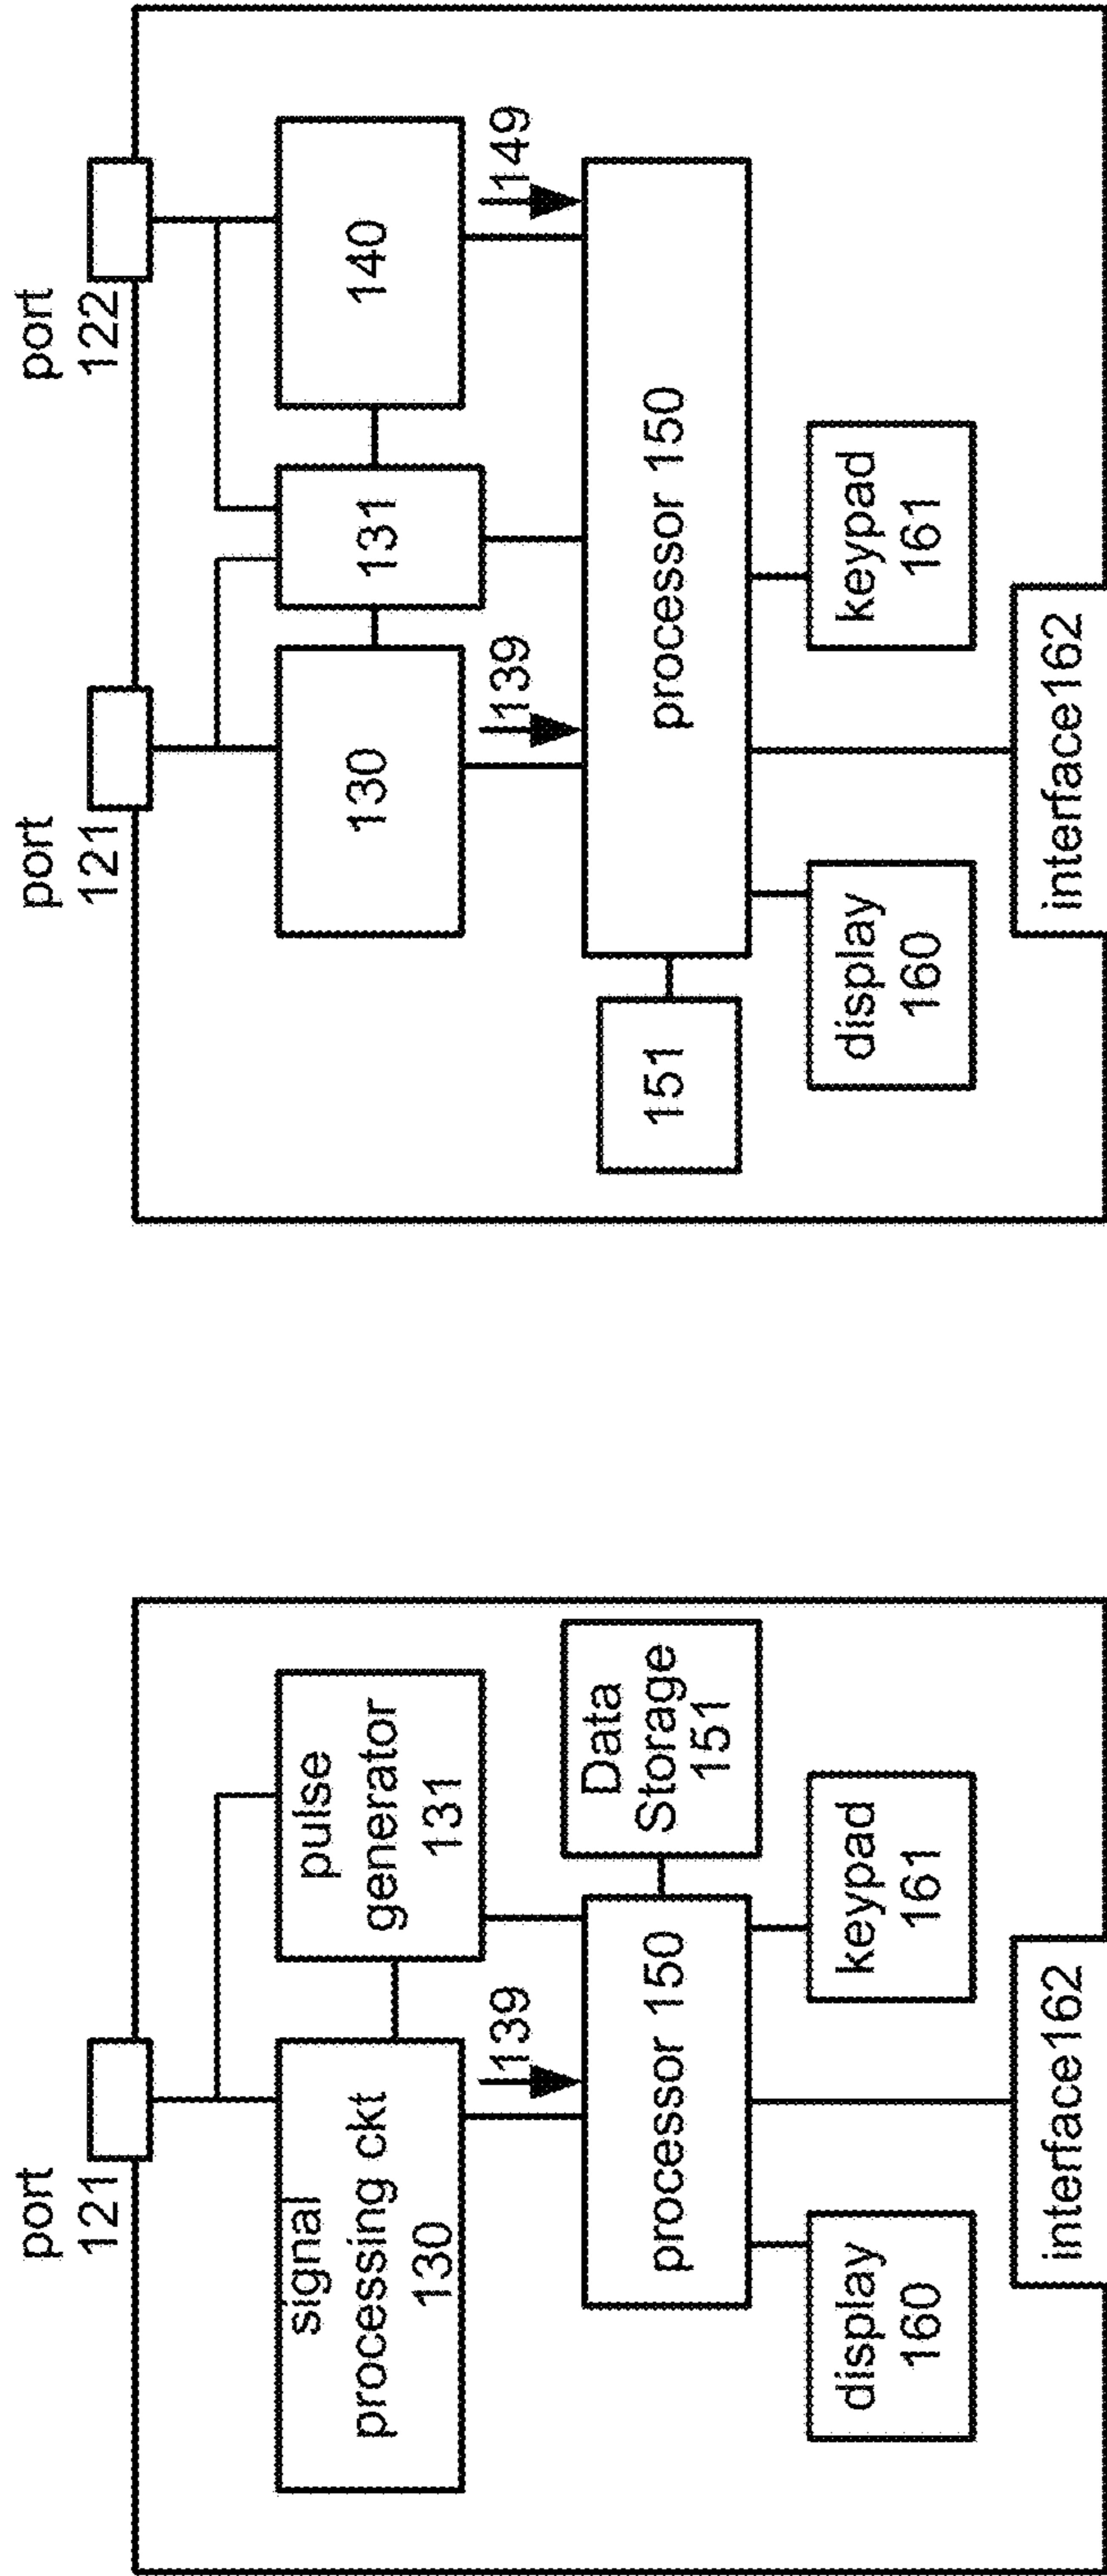 port
121
signal
processing ckt
130
pulse
generator
131
139
processor 150
Data
Storage
151
display
160
keypad
161
interface162
port
121
port
122
130
131
140
139
149
151
processor 150
display
160
keypad
161
interface162